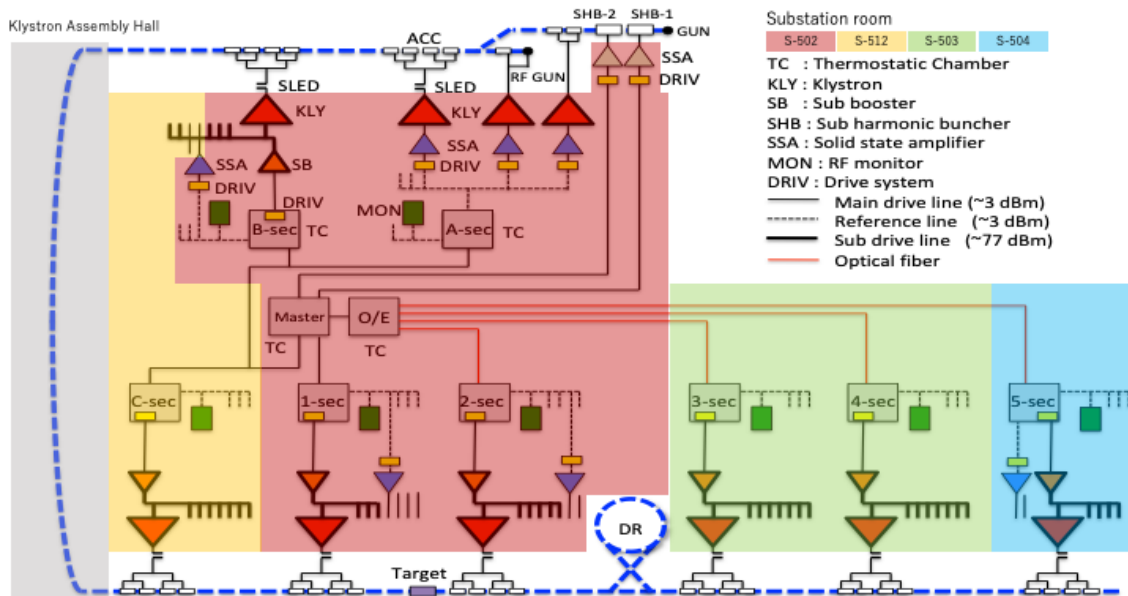 Klystron Assembly Hall
SHB-2 SHB-1
GUN
ACC
RF GUN
SSA
DRIV
SLED
KLY
SLED
KLY
SSA
SB
DRIV
SSA
DRIV
DRIV
MON
B-sec
TC
A-sec
TC
Master
O/E
TC
TC
C-sec
1-sec
2-sec
3-sec
4-sec
5-sec
DR
Target
Substation room
S-502 S-512 S-503 S-504
TC : Thermostatic Chamber
KLY : Klystron
SB : Sub booster
SHB : Sub harmonic buncher
SSA : Solid state amplifier
MON : RF monitor
DRIV : Drive system
Main drive line (~3 dBm)
Reference line (~3 dBm)
Sub drive line (~77 dBm)
Optical fiber